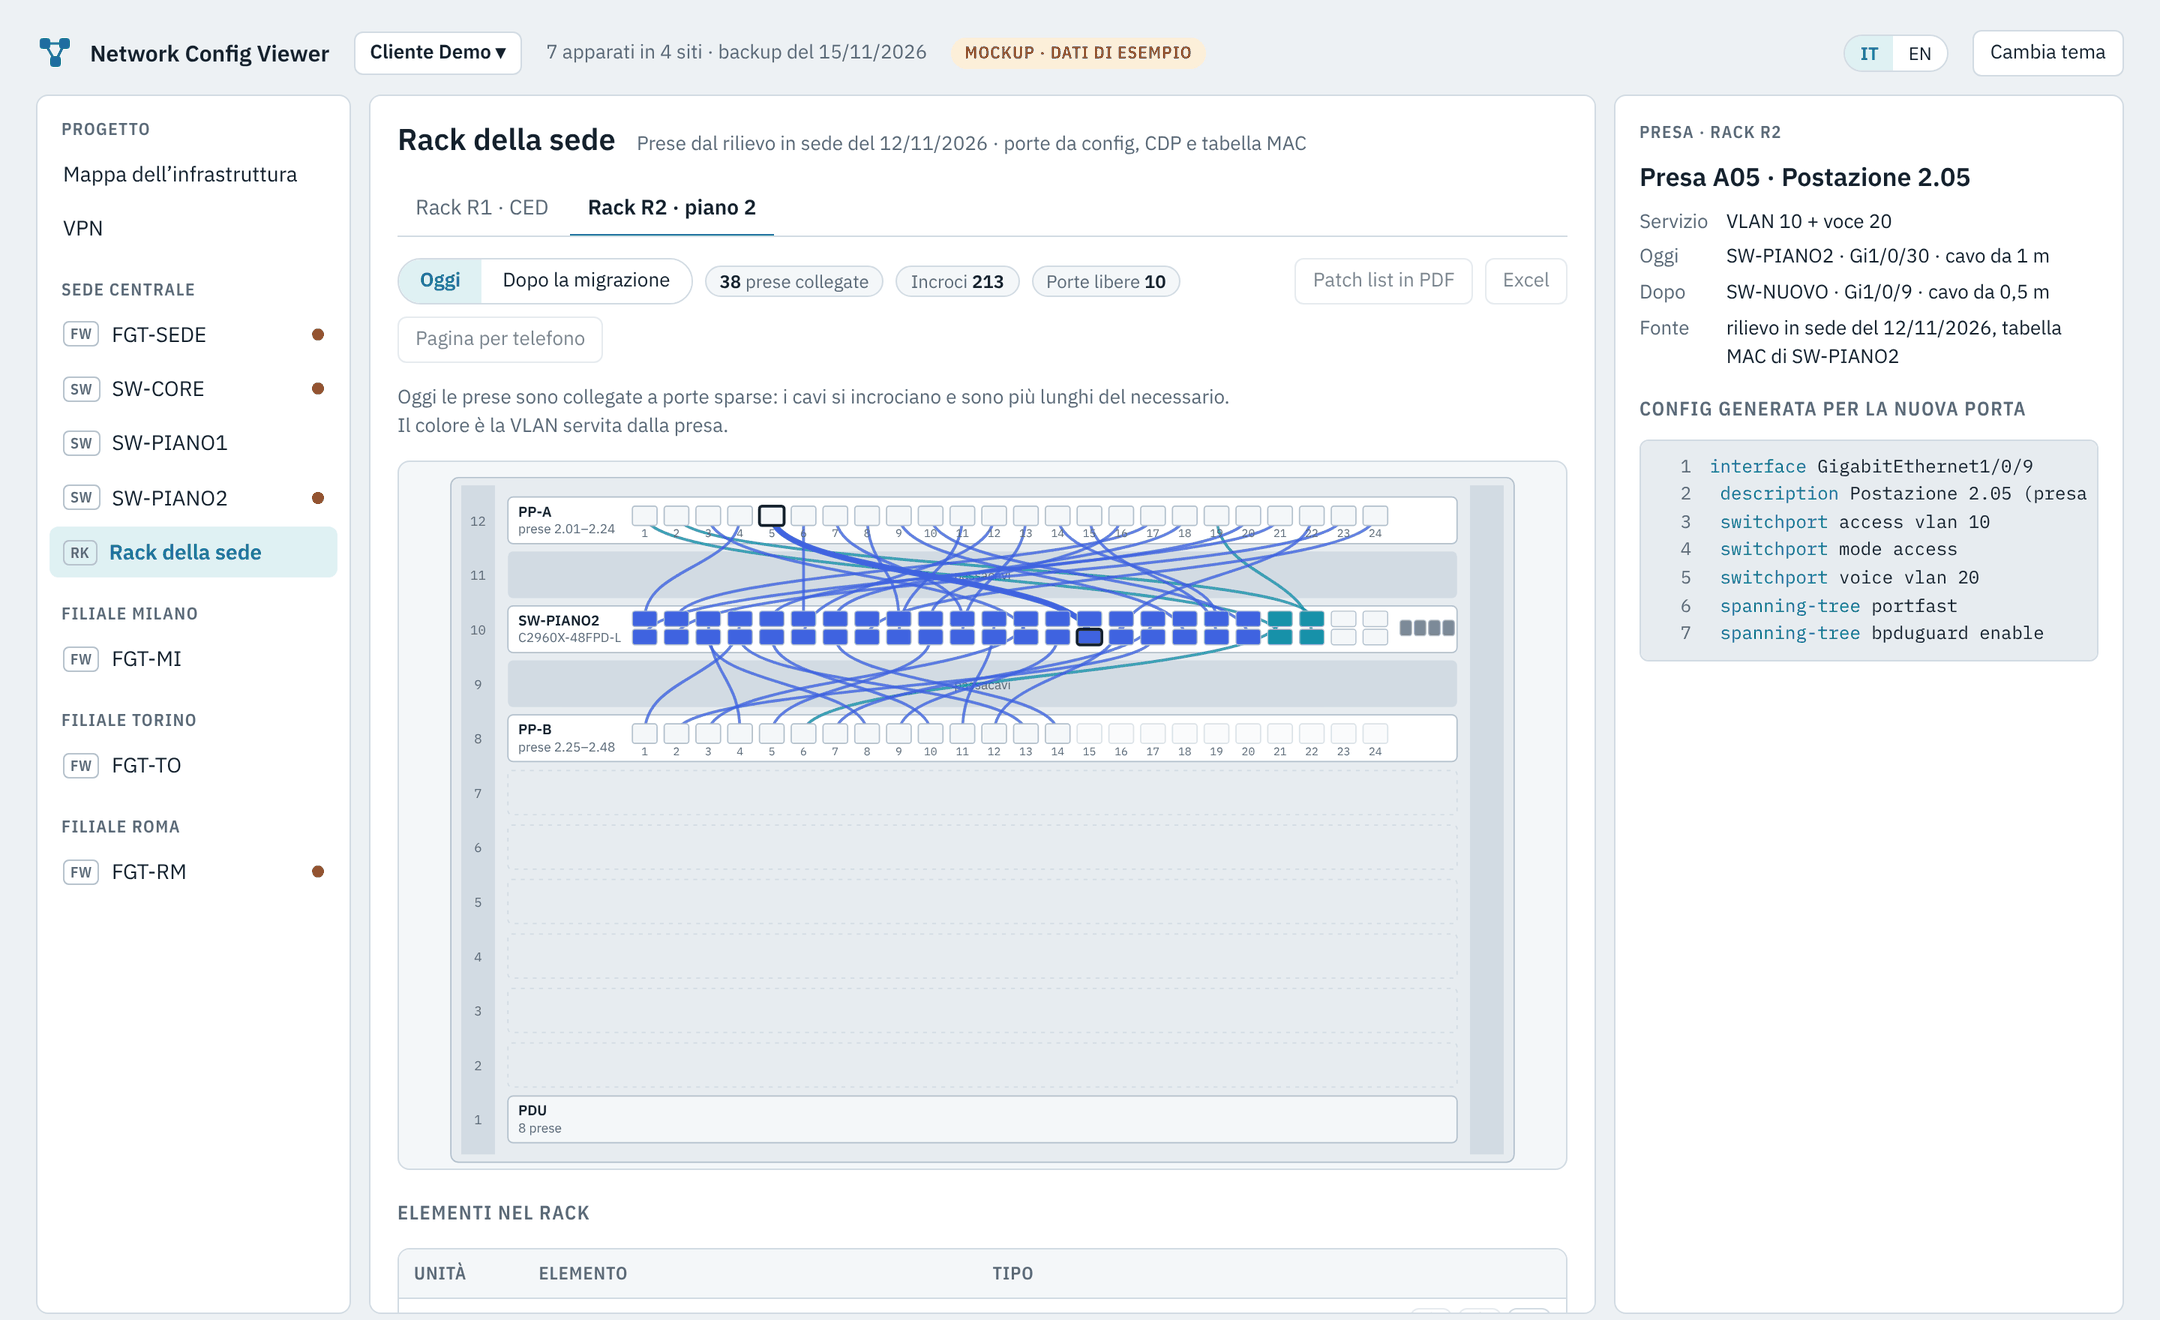 Network Config Viewer
Cliente Demo ▾
7 apparati in 4 siti · backup del 15/11/2026
MOCKUP · DATI DI ESEMPIO
IT
EN
Cambia tema
PROGETTO
Mappa dell’infrastruttura
VPN
SEDE CENTRALE
FW FGT-SEDE
SW SW-CORE
SW SW-PIANO1
SW SW-PIANO2
RK Rack della sede
FILIALE MILANO
FW FGT-MI
FILIALE TORINO
FW FGT-TO
FILIALE ROMA
FW FGT-RM
Rack della sede
Prese dal rilievo in sede del 12/11/2026 · porte da config, CDP e tabella MAC
Rack R1 · CED
Rack R2 · piano 2
Oggi
Dopo la migrazione
38 prese collegate
Incroci 213
Porte libere 10
Patch list in PDF
Excel
Pagina per telefono
Oggi le prese sono collegate a porte sparse: i cavi si incrociano e sono più lunghi del necessario.
Il colore è la VLAN servita dalla presa.
12
PP-A
prese 2.01–2.24
1 2 3 4 5 6 7 8 9 10 11 12 13 14 15 16 17 18 19 20 21 22 23 24
11
10
SW-PIANO2
C2960X-48FPD-L
9
passacavi
8
PP-B
prese 2.25–2.48
1 2 3 4 5 6 7 8 9 10 11 12 13 14 15 16 17 18 19 20 21 22 23 24
7
6
5
4
3
2
1
PDU
8 prese
ELEMENTI NEL RACK
UNITÀ ELEMENTO TIPO
PRESA · RACK R2
Presa A05 · Postazione 2.05
Servizio VLAN 10 + voce 20
Oggi SW-PIANO2 · Gi1/0/30 · cavo da 1 m
Dopo SW-NUOVO · Gi1/0/9 · cavo da 0,5 m
Fonte rilievo in sede del 12/11/2026, tabella
MAC di SW-PIANO2
CONFIG GENERATA PER LA NUOVA PORTA
1 interface GigabitEthernet1/0/9
2 description Postazione 2.05 (presa
3 switchport access vlan 10
4 switchport mode access
5 switchport voice vlan 20
6 spanning-tree portfast
7 spanning-tree bpduguard enable